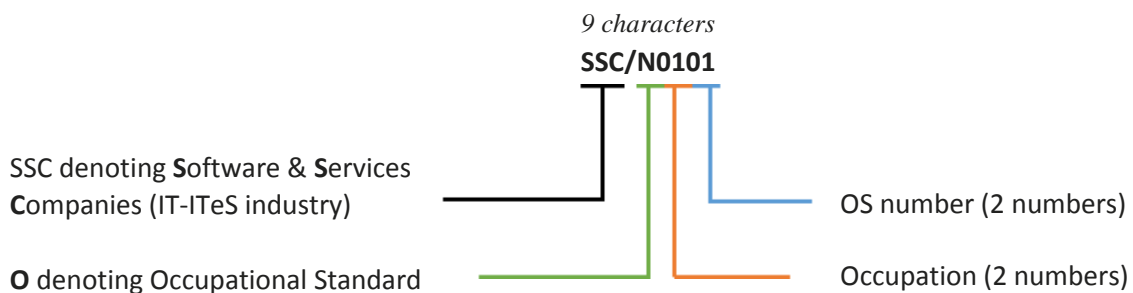 9 characters
SSC/N0101
SSC denoting Software & Services
Companies (IT-ITeS industry)
OS number (2 numbers)
O denoting Occupational Standard
Occupation (2 numbers)